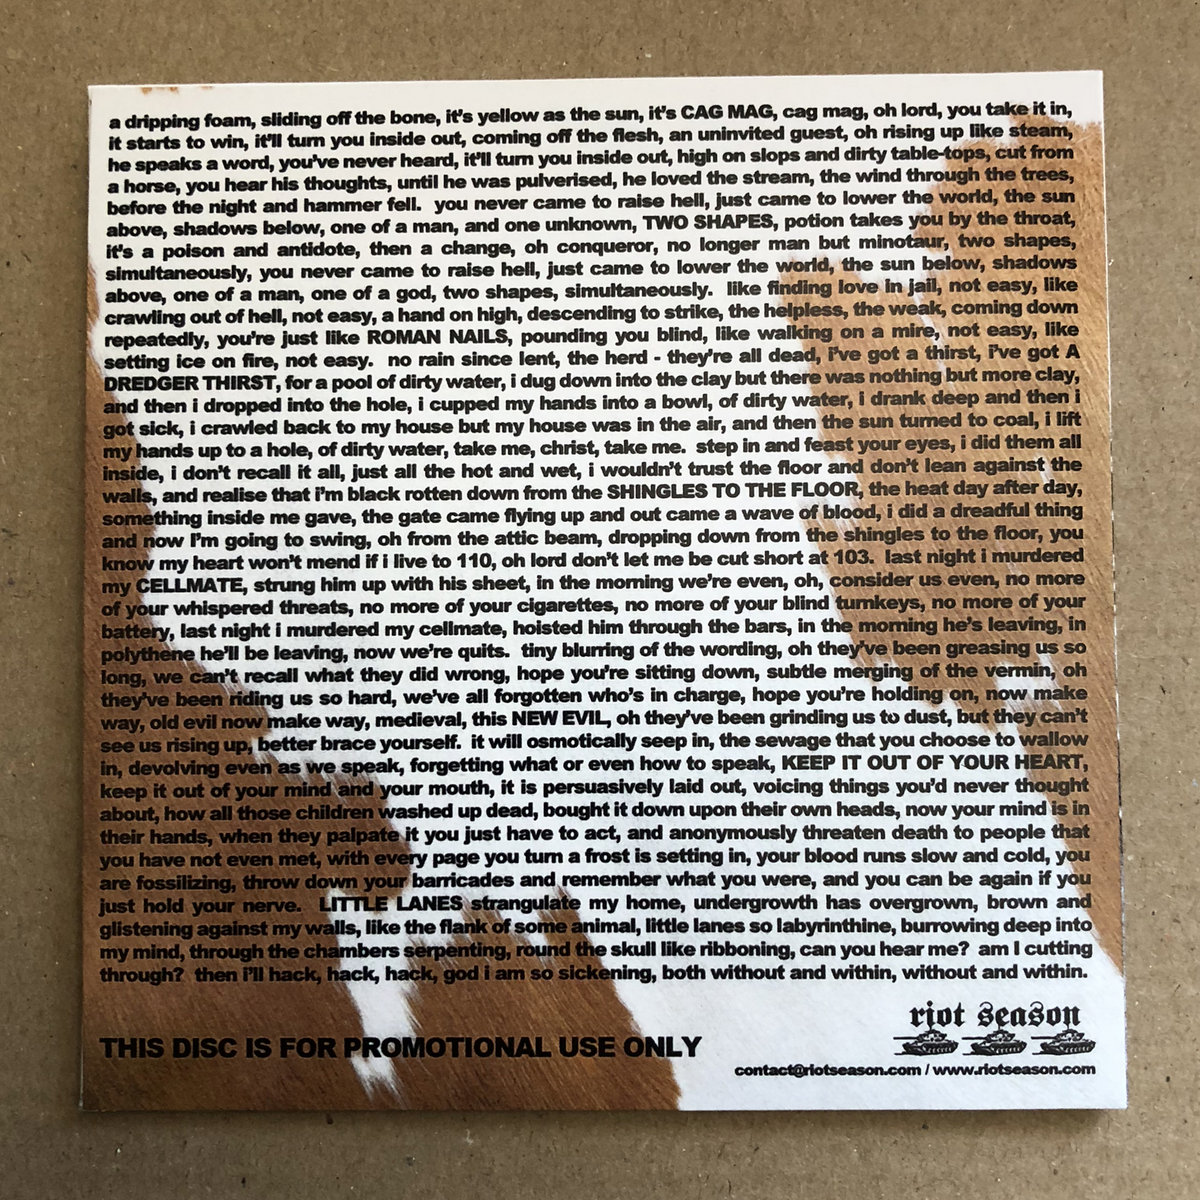 a dripping foam, sliding off the bone, it's yellow as the sun, it's CAG MAG, cag mag, oh lord, you take it in,
it starts to win, it'll turn you inside out, coming off the flesh, an uninvited guest, oh rising up like steam,
he speaks a word, you've never heard, it'll turn you inside out, high on slops and dirty table-tops, cut from
a horse, you hear his thoughts, until he was pulverised, he loved the stream, the wind through the trees,
before the night and hammer fell.  you never came to raise hell, just came to lower the world, the sun
above, shadows below, one of a man, and one unknown, TWO SHAPES, potion takes you by the throat,
it's a poison and antidote, then a change, oh conqueror, no longer man but minotaur, two shapes,
simultaneously, you never came to raise hell, just came to lower the world, the sun below, shadows
above, one of a man, one of a god, two shapes, simultaneously.  like finding love in jail, not easy, like
crawling out of hell, not easy, a hand on high, descending to strike, the helpless, the weak, coming down
repeatedly, you're just like ROMAN NAILS, pounding you blind, like walking on a mire, not easy, like
setting ice on fire, not easy.  no rain since lent, the herd - they're all dead, i've got a thirst, i've got A
DREDGER THIRST, for a pool of dirty water, i dug down into the clay but there was nothing but more clay,
and then i dropped into the hole, i cupped my hands into a bowl, of dirty water, i drank deep and then i
got sick, i crawled back to my house but my house was in the air, and then the sun turned to coal, i lift
my hands up to a hole, of dirty water, take me, christ, take me.  step in and feast your eyes, i did them all
inside, i don't recall it all, just all the hot and wet, i wouldn't trust the floor and don't lean against the
walls, and realise that i'm black rotten down from the SHINGLES TO THE FLOOR, the heat day after day,
something inside me gave, the gate came flying up and out came a wave of blood, i did a dreadful thing
and now I'm going to swing, oh from the attic beam, dropping down from the shingles to the floor, you
know my heart won't mend if i live to 110, oh lord don't let me be cut short at 103.  last night i murdered
my CELLMATE, strung him up with his sheet, in the morning we're even, oh, consider us even, no more
of your whispered threats, no more of your cigarettes, no more of your blind turnkeys, no more of your
battery, last night i murdered my cellmate, hoisted him through the bars, in the morning he's leaving, in
polythene he'll be leaving, now we're quits.  tiny blurring of the wording, oh they've been greasing us so
long, we can't recall what they did wrong, hope you're sitting down, subtle merging of the vermin, oh
they've been riding us so hard, we've all forgotten who's in charge, hope you're holding on, now make
way, old evil now make way, medieval, this NEW EVIL, oh they've been grinding us to dust, but they can't
see us rising up, better brace yourself.  it will osmotically seep in, the sewage that you choose to wallow
in, devolving even as we speak, forgetting what or even how to speak, KEEP IT OUT OF YOUR HEART,
keep it out of your mind and your mouth, it is persuasively laid out, voicing things you'd never thought
about, how all those children washed up dead, bought it down upon their own heads, now your mind is in
their hands, when they palpate it you just have to act, and anonymously threaten death to people that
you have not even met, with every page you turn a frost is setting in, your blood runs slow and cold, you
are fossilizing, throw down your barricades and remember what you were, and you can be again if you
just hold your nerve.  LITTLE LANES strangulate my home, undergrowth has overgrown, brown and
glistening against my walls, like the flank of some animal, little lanes so labyrinthine, burrowing deep into
my mind, through the chambers serpenting, round the skull like ribboning, can you hear me?  am I cutting
through?  then i'll hack, hack, hack, god i am so sickening, both without and within, without and within.
riot season
THIS DISC IS FOR PROMOTIONAL USE ONLY
contact@riotseason.com / www.riotseason.com